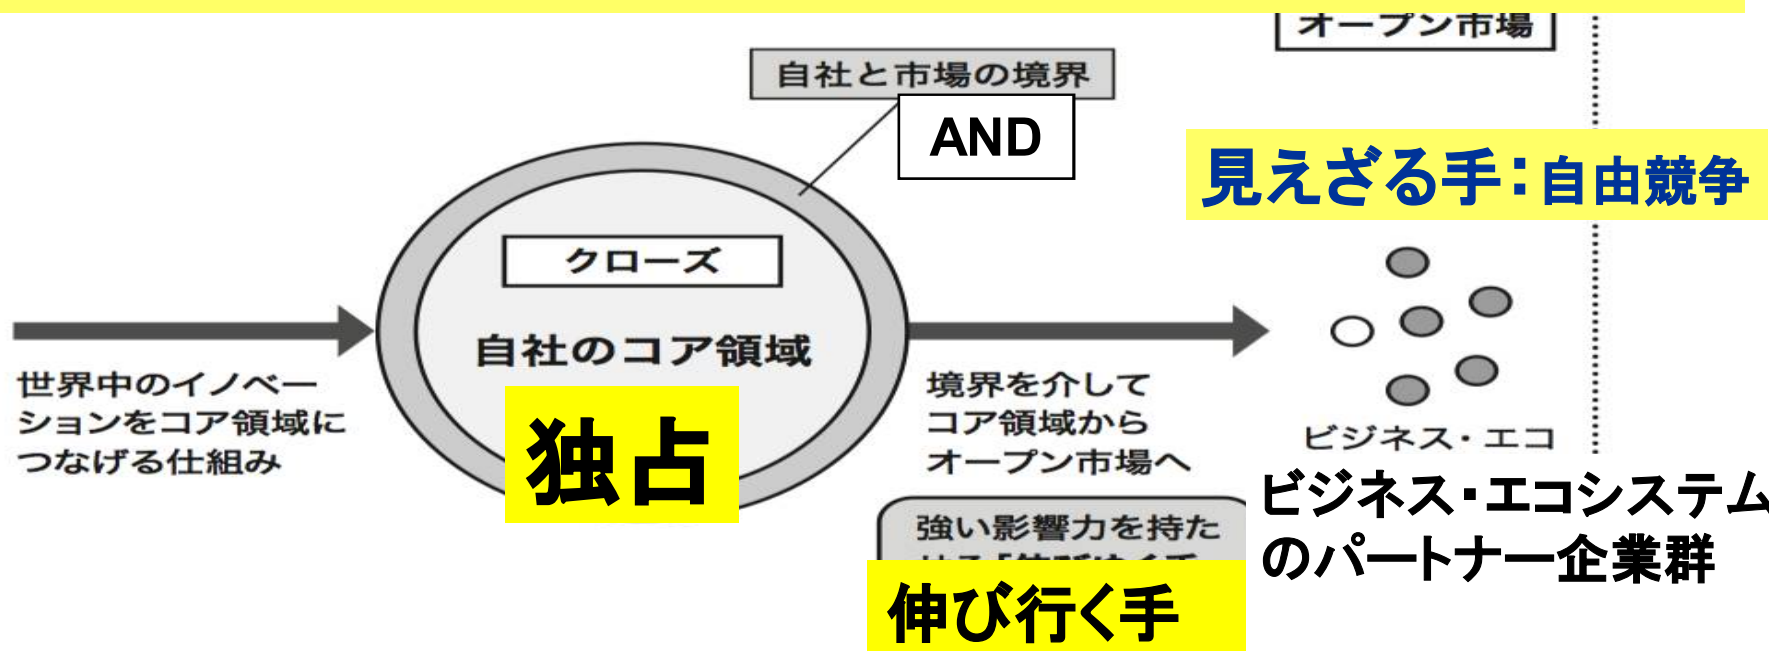 オープン市場
自社と市場の境界
AND
見えざる手：自由競争
クローズ
自社のコア領域
独占
世界中のイノベー
ションをコア領域に
つなげる仕組み
境界を介して
コア領域から
オープン市場へ
ビジネス・エコ
ビジネス・エコシステム
のパートナー企業群
強い影響力を持た
伸び行く手